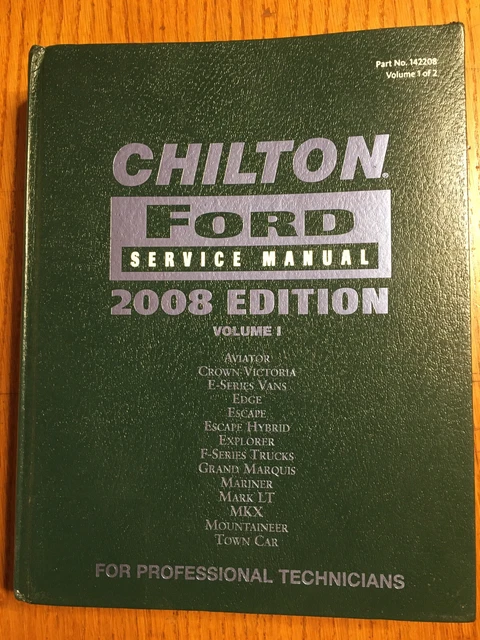 Part No. 142208
Volume 1 of 2
CHILTON®
FORD
SERVICE MANUAL
2008 EDITION
VOLUME I
AVIATOR
CROWN VICTORIA
E-SERIES VANS
EDGE
ESCAPE
ESCAPE HYBRID
EXPLORER
F-SERIES TRUCKS
GRAND MARQUIS
MARINER
MARK LT
MKX
MOUNTAINEER
TOWN CAR
FOR PROFESSIONAL TECHNICIANS